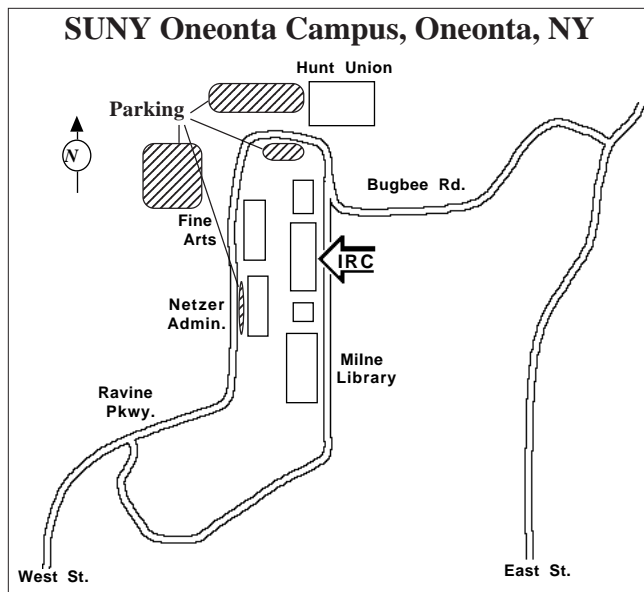 SUNY Oneonta Campus, Oneonta, NY
Hunt Union
Parking
N
Bugbee Rd.
Fine
Arts
IRC
Netzer
Admin.
Milne
Library
Ravine
Pkwy.
West St.
East St.